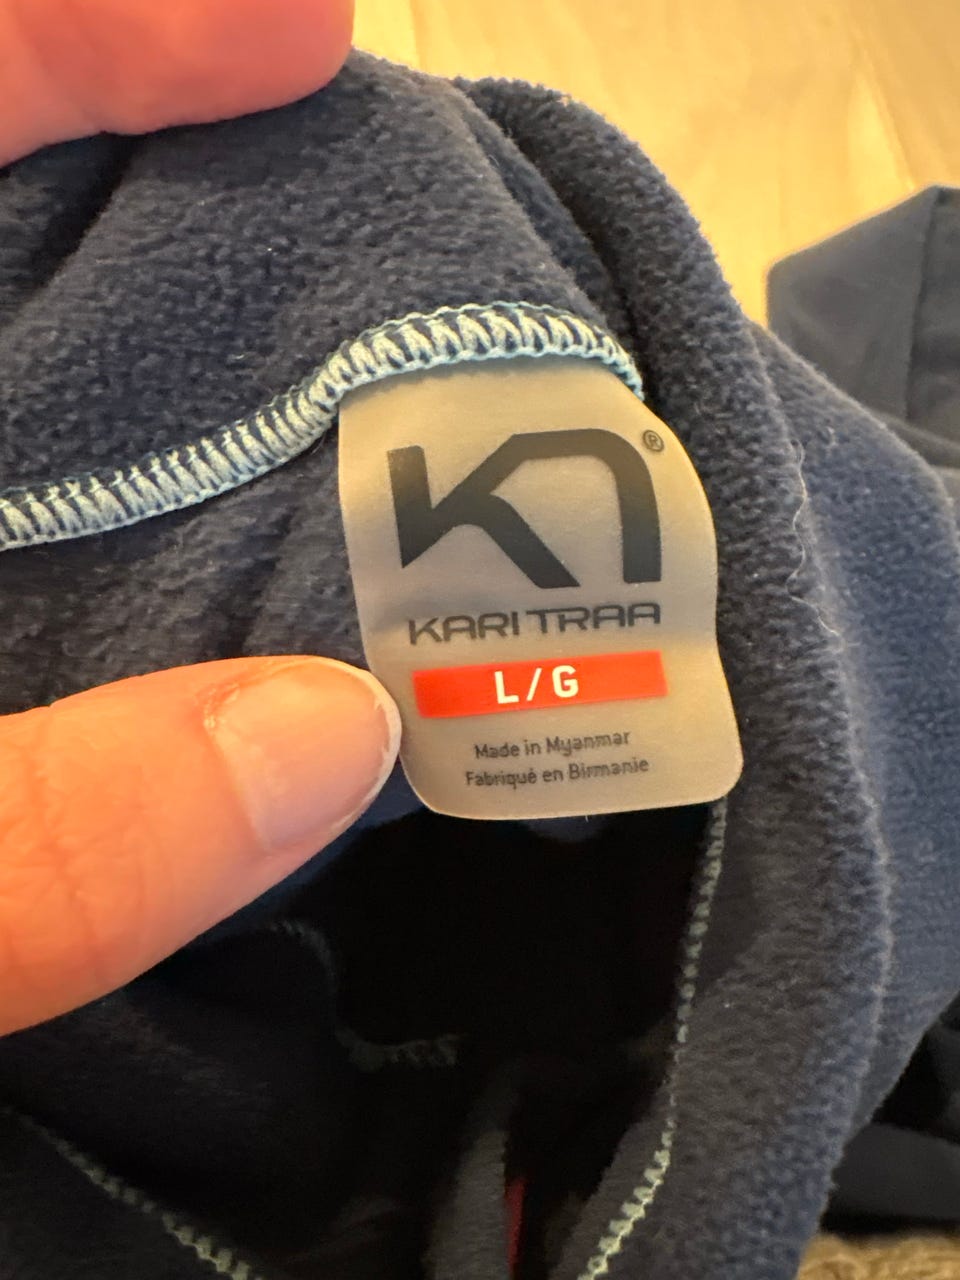 K ®
KARI TRAA
L/G
Made in Myanmar
Fabriqué en Birmanie